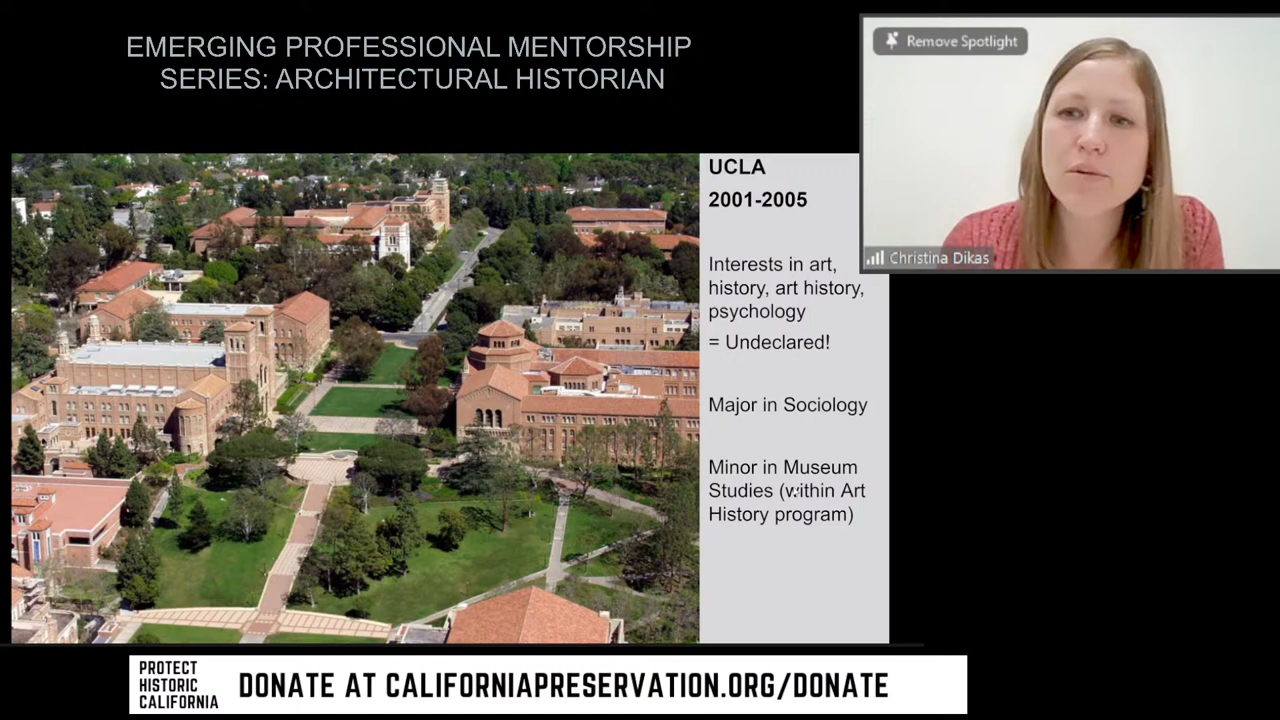 EMERGING PROFESSIONAL MENTORSHIP
SERIES: ARCHITECTURAL HISTORIAN
Remove Spotlight
Christina Dikas
UCLA
2001-2005
Interests in art,
history, art history,
psychology
= Undeclared!
Major in Sociology
Minor in Museum
Studies (within Art
History program)
PROTECT
HISTORIC
CALIFORNIA
DONATE AT CALIFORNIAPRESERVATION.ORG/DONATE